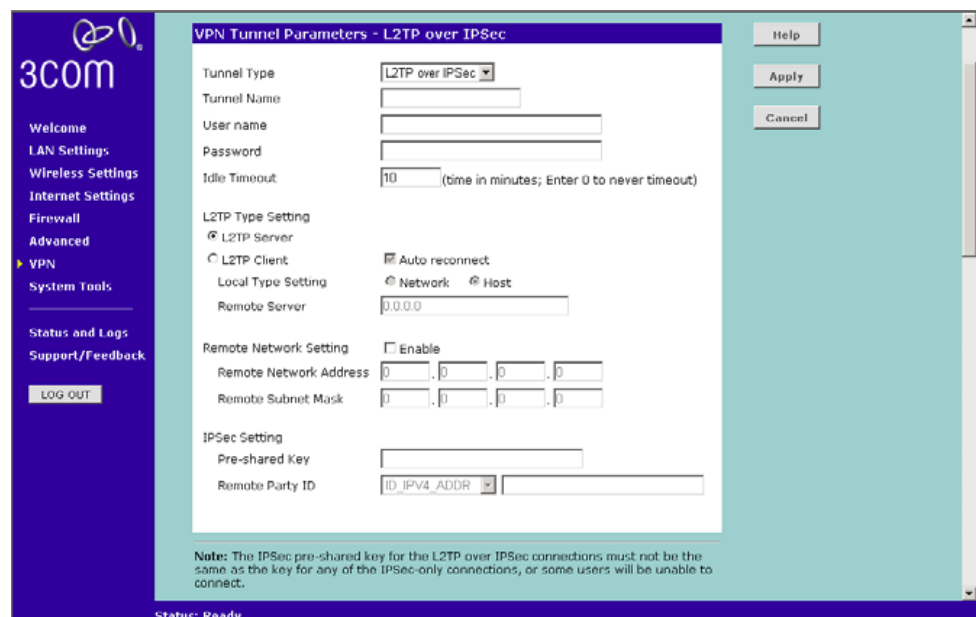 3COM
Welcome
LAN Settings
Wireless Settings
Internet Settings
Firewall
Advanced
VPN
System Tools
Status and Logs
Support/Feedback
LOG OUT
VPN Tunnel Parameters - L2TP over IPSec
Tunnel Type L2TP over IPSec
Tunnel Name
User name
Password
Idle Timeout 10 (time in minutes; Enter 0 to never timeout)
L2TP Type Setting
L2TP Server
L2TP Client Auto reconnect
Local Type Setting Network Host
Remote Server 0.0.0.0
Remote Network Setting Enable
Remote Network Address 0 . 0 . 0 . 0
Remote Subnet Mask 0 . 0 . 0 . 0
IPSec Setting
Pre-shared Key
Remote Party ID ID_IPV4_ADDR
Note: The IPSec pre-shared key for the L2TP over IPSec connections must not be the
same as the key for any of the IPSec-only connections, or some users will be unable to
connect.
Help
Apply
Cancel
Status: Ready